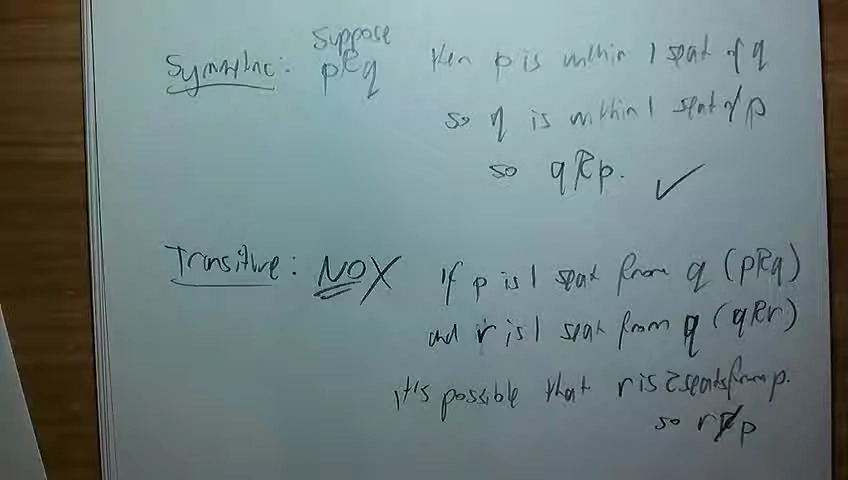 Symmetric: Suppose pRq then p is within 1 seat of q
so q is within 1 seat of p
so qRp. ✓
Transitive: NO X If p is 1 seat from q (pRq)
and r is 1 seat from q (qRr)
it's possible that r is 2 seats from p.
so r\not{R}p